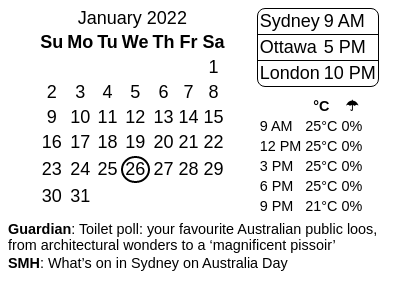 January 2022
Su Mo Tu We Th Fr Sa
1
2 3 4 5 6 7 8
9 10 11 12 13 14 15
16 17 18 19 20 21 22
23 24 25 26 27 28 29
30 31
Sydney 9 AM
Ottawa 5 PM
London 10 PM
°C ☂
9 AM 25°C 0%
12 PM 25°C 0%
3 PM 25°C 0%
6 PM 25°C 0%
9 PM 21°C 0%
Guardian: Toilet poll: your favourite Australian public loos,
from architectural wonders to a ‘magnificent pissoir’
SMH: What’s on in Sydney on Australia Day